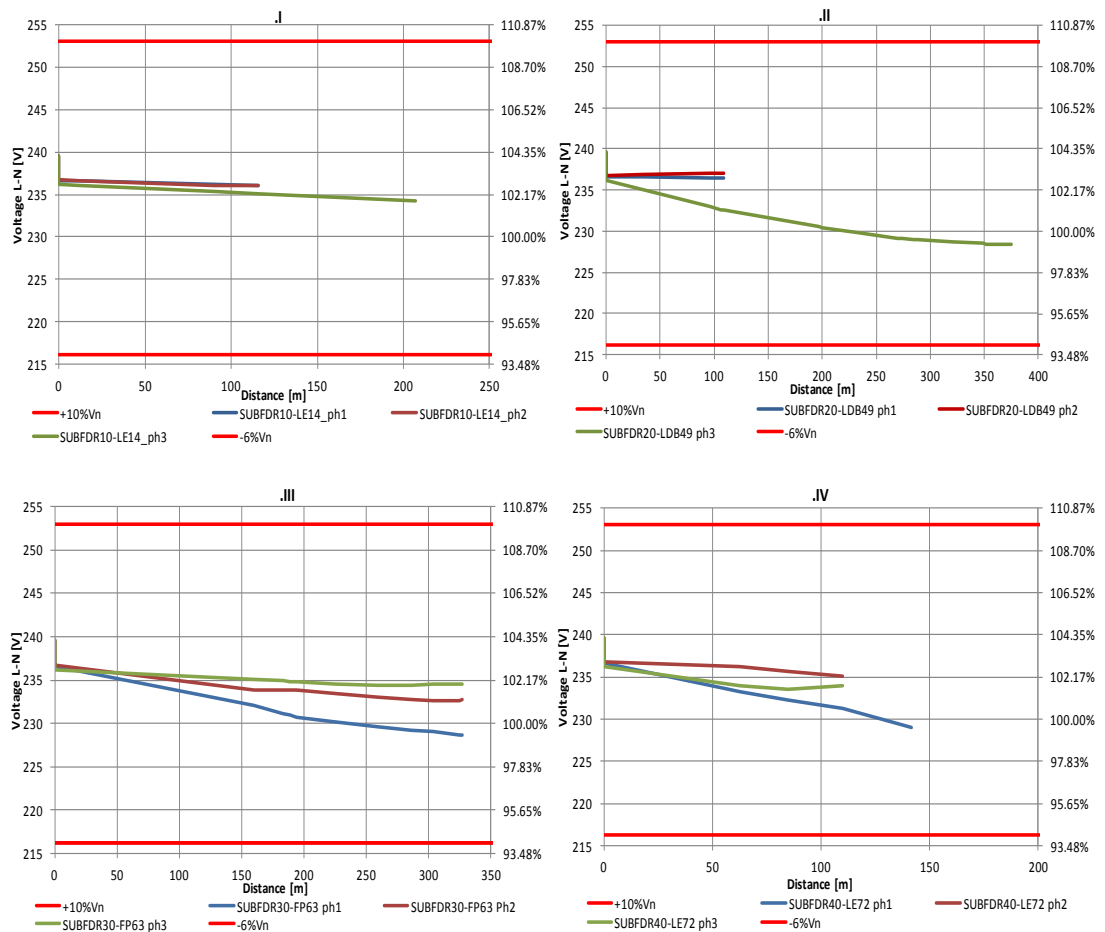 .I
255 110.87%
250 108.70%
245 106.52%
240 104.35%
235 102.17%
230 100.00%
225 97.83%
220 95.65%
215 93.48%
Voltage L-N [V]
0 50 100 150 200 250
Distance [m]
+10%Vn SUBFDR10-LE14_ph1 SUBFDR10-LE14_ph2
SUBFDR10-LE14_ph3 -6%Vn
.II
255 110.87%
250 108.70%
245 106.52%
240 104.35%
235 102.17%
230 100.00%
225 97.83%
220 95.65%
215 93.48%
Voltage L-N [V]
0 50 100 150 200 250 300 350 400
Distance [m]
+10%Vn SUBFDR20-LDB49 ph1 SUBFDR20-LDB49 ph2
SUBFDR20-LDB49 ph3 -6%Vn
.III
255 110.87%
250 108.70%
245 106.52%
240 104.35%
235 102.17%
230 100.00%
225 97.83%
220 95.65%
215 93.48%
Voltage L-N [V]
0 50 100 150 200 250 300 350
Distance [m]
+10%Vn SUBFDR30-FP63 ph1 SUBFDR30-FP63 Ph2
SUBFDR30-FP63 ph3 -6%Vn
.IV
255 110.87%
250 108.70%
245 106.52%
240 104.35%
235 102.17%
230 100.00%
225 97.83%
220 95.65%
215 93.48%
Voltage L-N [V]
0 50 100 150 200
Distance [m]
+10%Vn SUBFDR40-LE72 ph1 SUBFDR40-LE72 ph2
SUBFDR40-LE72 ph3 -6%Vn